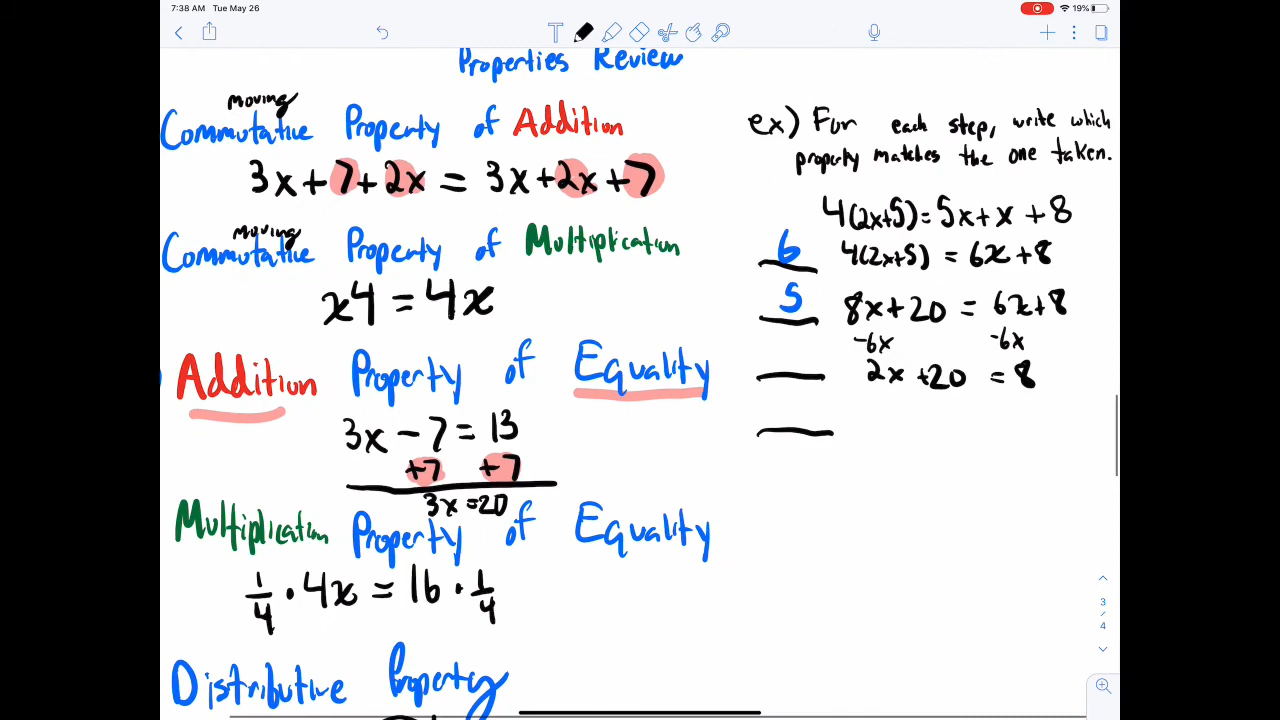 7:38 AM Tue May 26
19%
Properties Review
moving
Commutative Property of Addition
3x + 7 + 2x = 3x + 2x + 7
moving
Commutative Property of Multiplication
x4 = 4x
Addition Property of Equality
3x - 7 = 13
+7 +7
3x = 20
Multiplication Property of Equality
1/4 · 4x = 16 · 1/4
Distributive Property
ex) For each step, write which
property matches the one taken.
4(2x+5) = 5x + x + 8
6 4(2x+5) = 6x + 8
5 8x + 20 = 6x + 8
-6x -6x
2x + 20 = 8
3
/
4